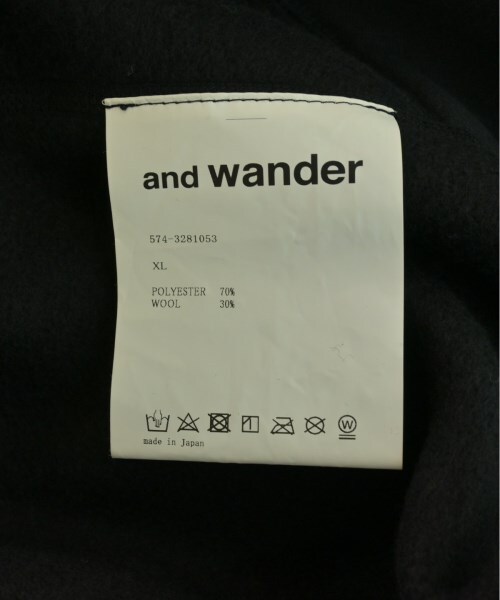 and wander
574-3281053
XL
POLYESTER 70%
WOOL 30%
W
made in Japan